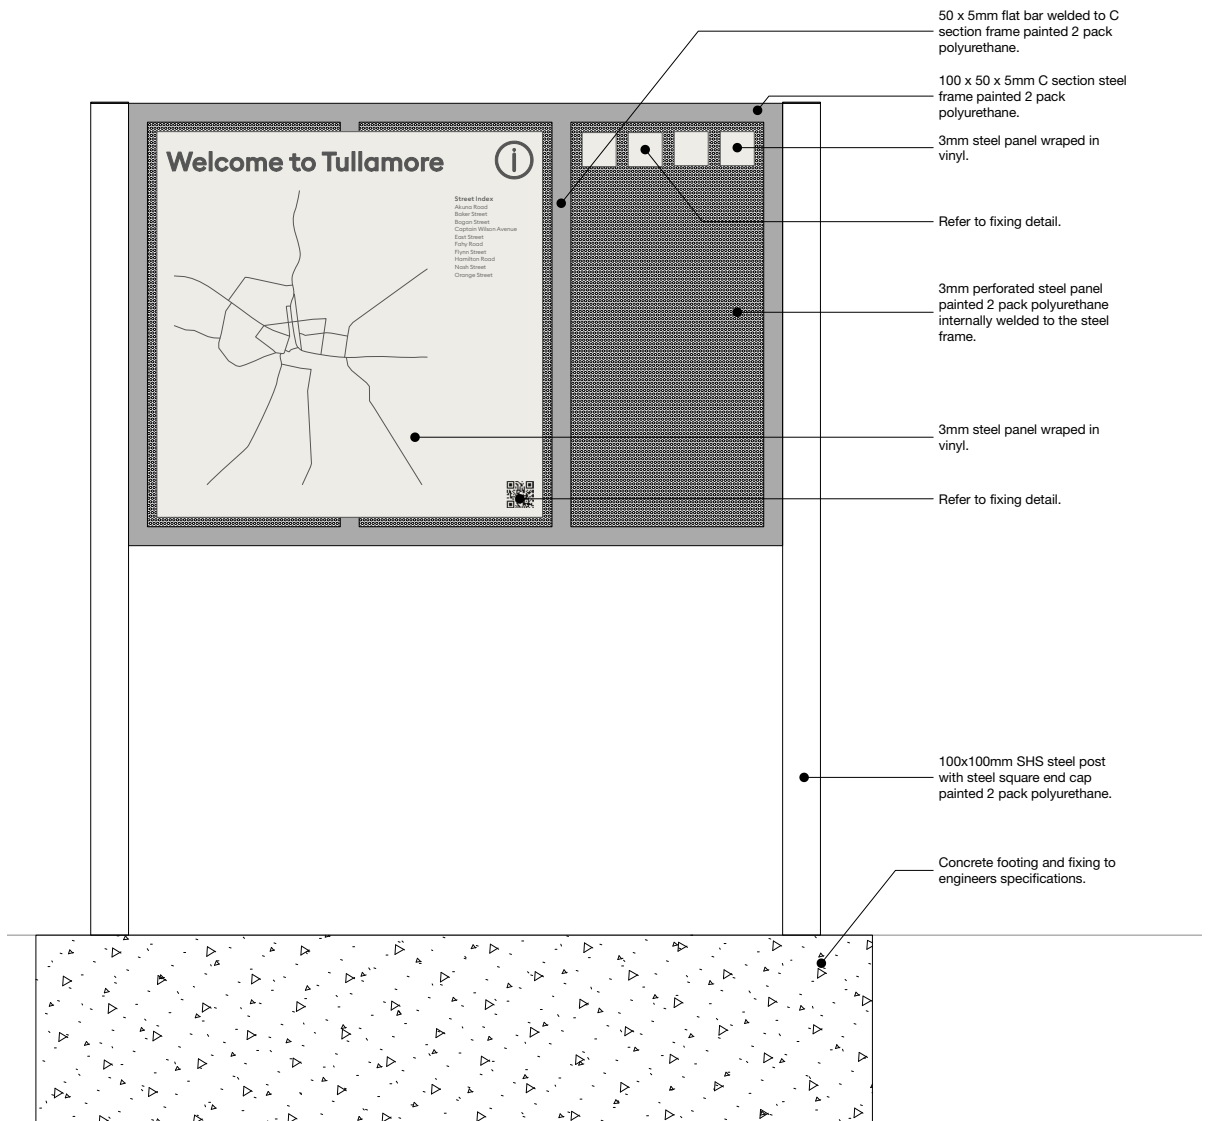 50 x 5mm flat bar welded to C
section frame painted 2 pack
polyurethane.
100 x 50 x 5mm C section steel
frame painted 2 pack
polyurethane.
3mm steel panel wraped in
vinyl.
Refer to fixing detail.
3mm perforated steel panel
painted 2 pack polyurethane
internally welded to the steel
frame.
3mm steel panel wraped in
vinyl.
Refer to fixing detail.
100x100mm SHS steel post
with steel square end cap
painted 2 pack polyurethane.
Concrete footing and fixing to
engineers specifications.
Welcome to Tullamore
i
Street Index
Akuna Road
Baker Street
Bogan Street
Captain Wilson Avenue
East Street
Fahy Road
Flynn Street
Hamilton Road
Nash Street
Orange Street